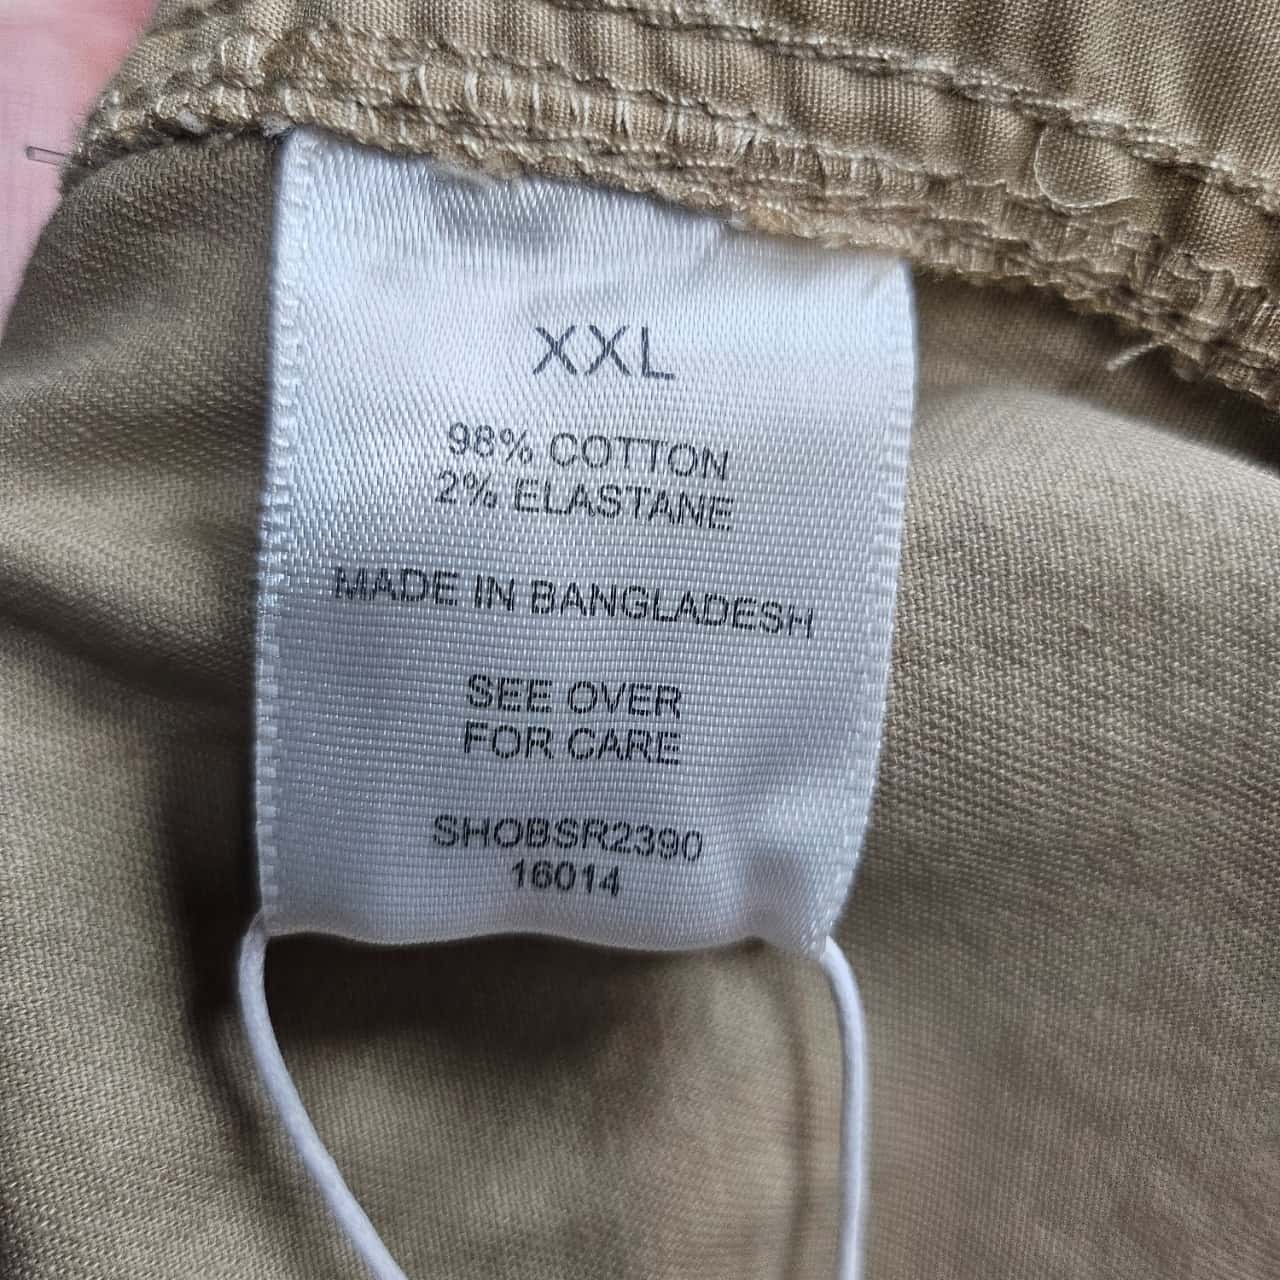 XXL
98% COTTON
2% ELASTANE
MADE IN BANGLADESH
SEE OVER
FOR CARE
SHOBSR2390
16014